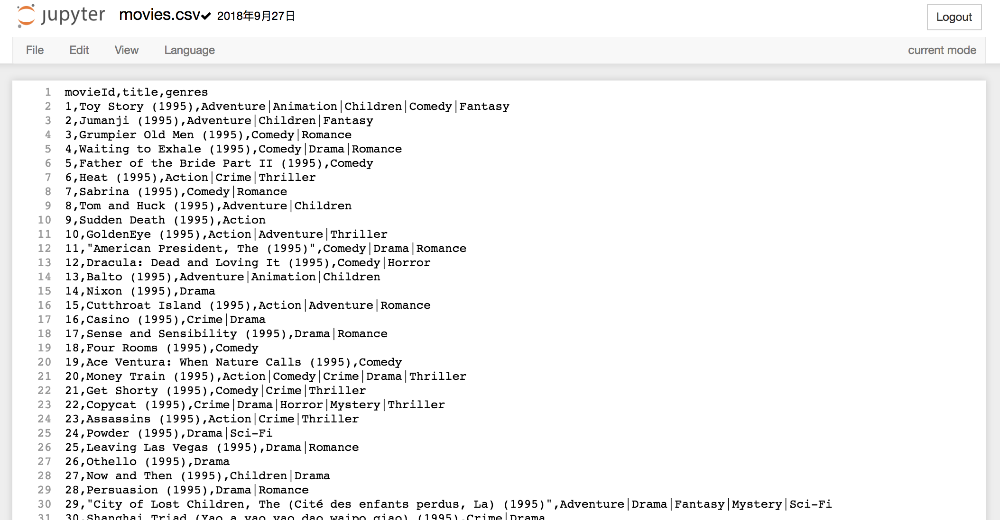 jupyter movies.csv 2018年9月27日 Logout
File Edit View Language current mode
1 movieId,title,genres
2 1,Toy Story (1995),Adventure|Animation|Children|Comedy|Fantasy
3 2,Jumanji (1995),Adventure|Children|Fantasy
4 3,Grumpier Old Men (1995),Comedy|Romance
5 4,Waiting to Exhale (1995),Comedy|Drama|Romance
6 5,Father of the Bride Part II (1995),Comedy
7 6,Heat (1995),Action|Crime|Thriller
8 7,Sabrina (1995),Comedy|Romance
9 8,Tom and Huck (1995),Adventure|Children
10 9,Sudden Death (1995),Action
11 10,GoldenEye (1995),Action|Adventure|Thriller
12 11,"American President, The (1995)",Comedy|Drama|Romance
13 12,Dracula: Dead and Loving It (1995),Comedy|Horror
14 13,Balto (1995),Adventure|Animation|Children
15 14,Nixon (1995),Drama
16 15,Cutthroat Island (1995),Action|Adventure|Romance
17 16,Casino (1995),Crime|Drama
18 17,Sense and Sensibility (1995),Drama|Romance
19 18,Four Rooms (1995),Comedy
20 19,Ace Ventura: When Nature Calls (1995),Comedy
21 20,Money Train (1995),Action|Comedy|Crime|Drama|Thriller
22 21,Get Shorty (1995),Comedy|Crime|Thriller
23 22,Copycat (1995),Crime|Drama|Horror|Mystery|Thriller
24 23,Assassins (1995),Action|Crime|Thriller
25 24,Powder (1995),Drama|Sci-Fi
26 25,Leaving Las Vegas (1995),Drama|Romance
27 26,Othello (1995),Drama
28 27,Now and Then (1995),Children|Drama
29 28,Persuasion (1995),Drama|Romance
30 29,"City of Lost Children, The (Cité des enfants perdus, La) (1995)",Adventure|Drama|Fantasy|Mystery|Sci-Fi
31 30,Shanghai Triad (Yao a yao yao dao waipo qiao) (1995),Crime|Drama